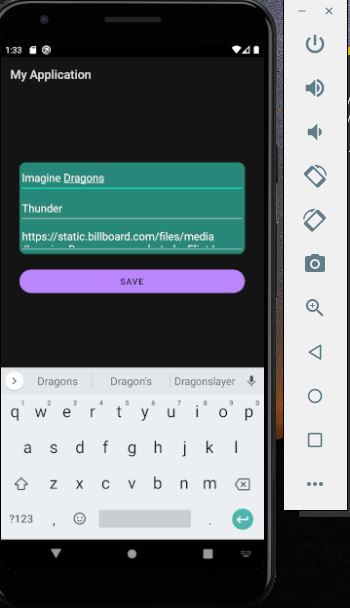 1:33
My Application
Imagine Dragons
Thunder
https://static.billboard.com/files/media
SAVE
Dragons Dragon's Dragonslayer
1 2 3 4 5 6 7 8 9 0
q w e r t y u i o p
a s d f g h j k l
z x c v b n m
?123 , .